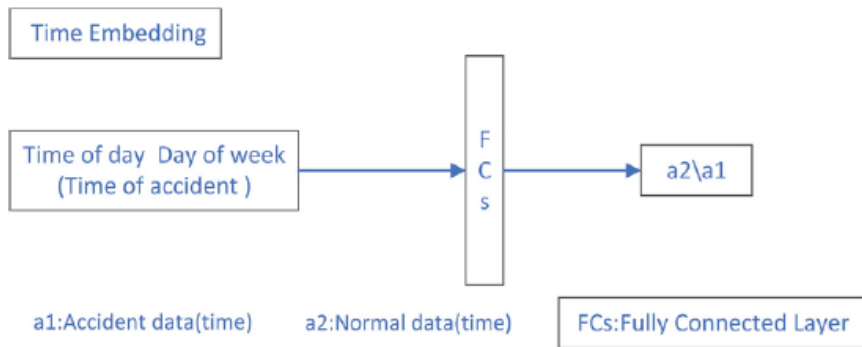 Time Embedding
Time of day  Day of week
(Time of accident )
F
C
s
a2\a1
a1:Accident data(time)
a2:Normal data(time)
FCs:Fully Connected Layer